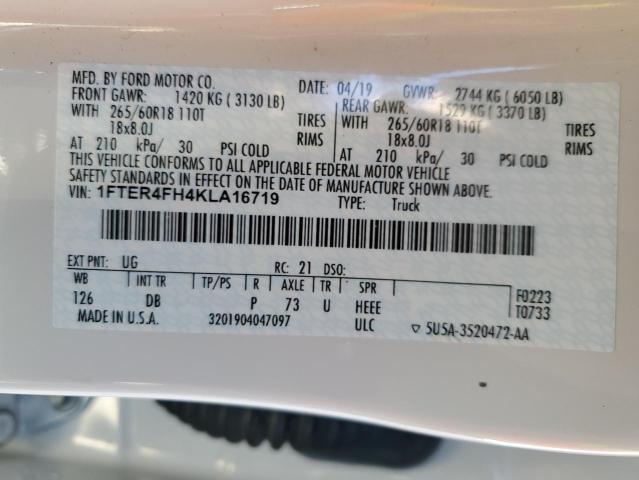 MFD. BY FORD MOTOR CO. DATE: 04/19 GVWR: 2744 KG ( 6050 LB)
FRONT GAWR: 1420 KG ( 3130 LB) REAR GAWR: 1529 KG ( 3370 LB)
WITH 265/60R18 110T TIRES WITH 265/60R18 110T TIRES
18x8.0J RIMS 18x8.0J RIMS
AT 210 kPa/ 30 PSI COLD AT 210 kPa/ 30 PSI COLD
THIS VEHICLE CONFORMS TO ALL APPLICABLE FEDERAL MOTOR VEHICLE
SAFETY STANDARDS IN EFFECT ON THE DATE OF MANUFACTURE SHOWN ABOVE.
VIN: 1FTER4FH4KLA16719 TYPE: Truck
EXT PNT: UG RC: 21 DSO:
WB INT TR TP/PS R AXLE TR SPR
126 DB P 73 U HEEE
F0223
T0733
MADE IN U.S.A. 3201904047097 ULC ▽ 5U5A-3520472-AA